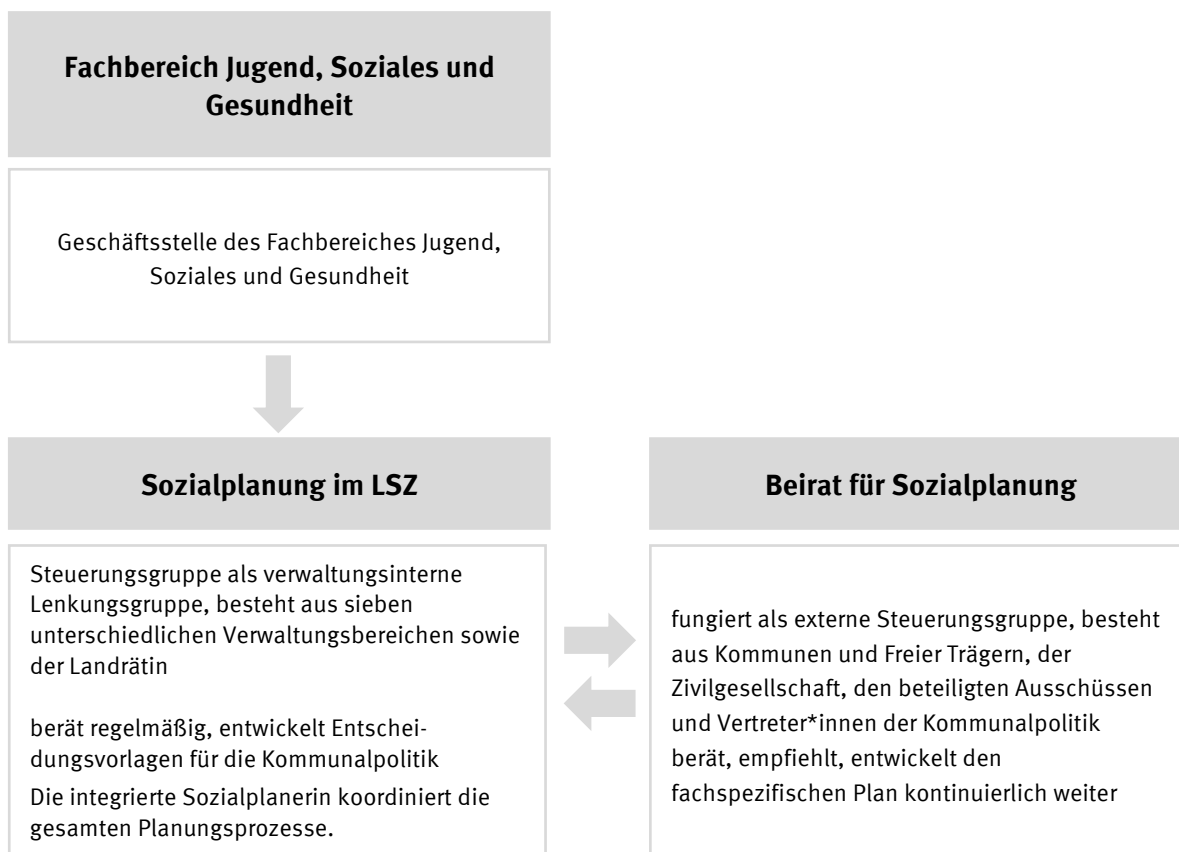 Fachbereich Jugend, Soziales und
Gesundheit
Geschäftsstelle des Fachbereiches Jugend,
Soziales und Gesundheit
Sozialplanung im LSZ
Steuerungsgruppe als verwaltungsinterne
Lenkungsgruppe, besteht aus sieben
unterschiedlichen Verwaltungsbereichen sowie
der Landrätin
berät regelmäßig, entwickelt Entschei-
dungsvorlagen für die Kommunalpolitik
Die integrierte Sozialplanerin koordiniert die
gesamten Planungsprozesse.
Beirat für Sozialplanung
fungiert als externe Steuerungsgruppe, besteht
aus Kommunen und Freier Trägern, der
Zivilgesellschaft, den beteiligten Ausschüssen
und Vertreter*innen der Kommunalpolitik
berät, empfiehlt, entwickelt den
fachspezifischen Plan kontinuierlich weiter